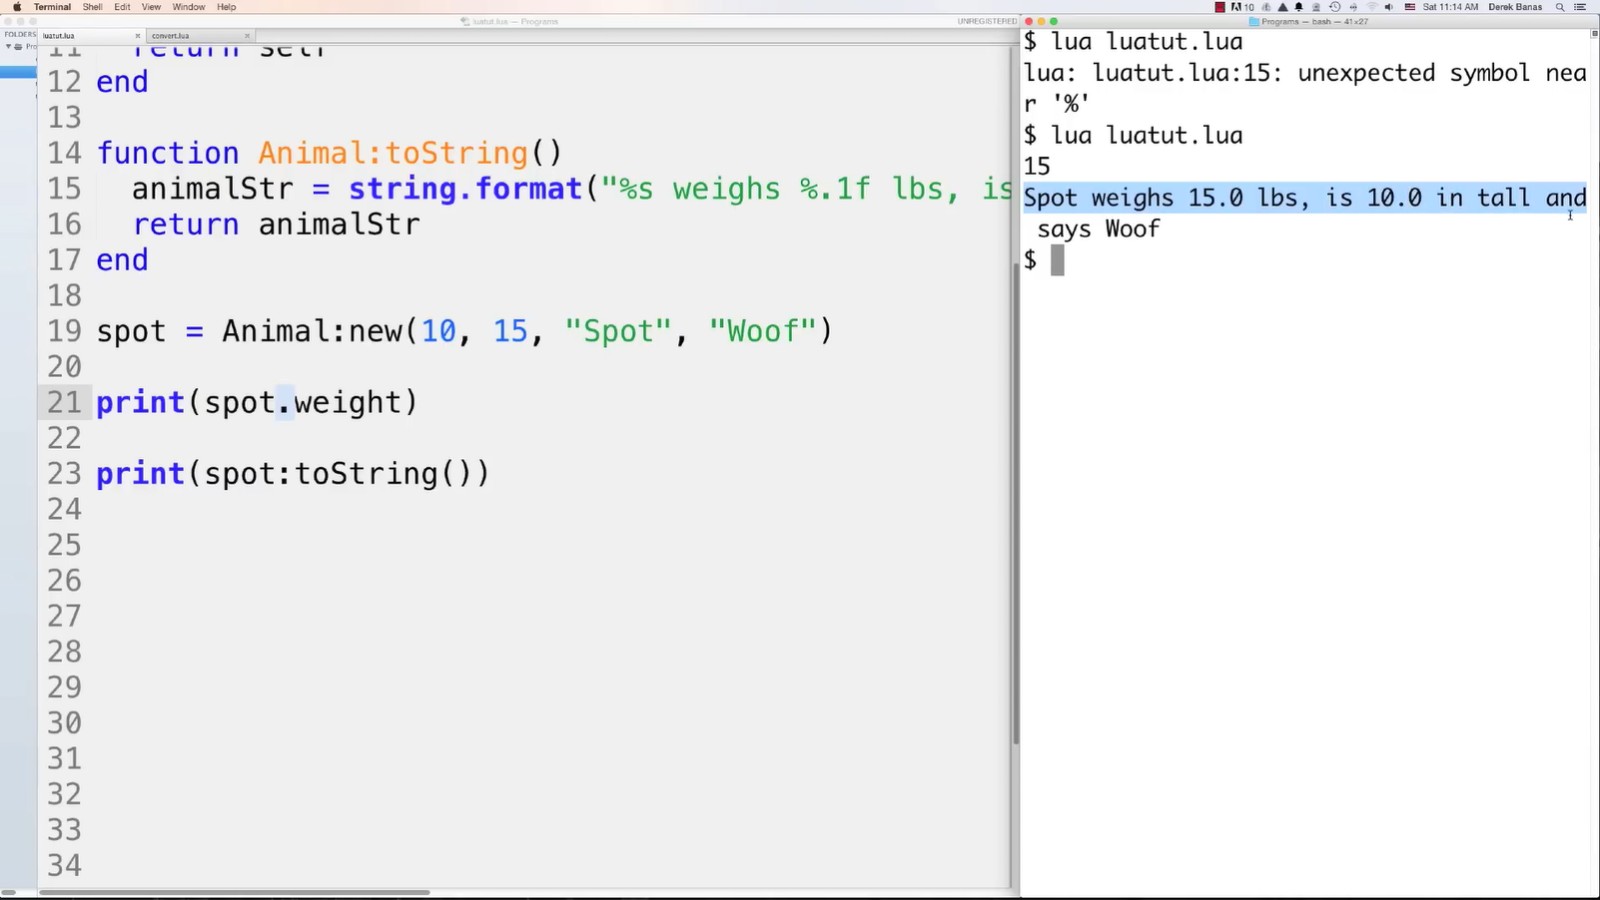 Terminal Shell Edit View Window Help
10 Sat 11:14 AM Derek Banas
luatut.lua — Programs
UNREGISTERED
Programs — bash — 41×27
FOLDERS
luatut.lua
convert.lua
11 return self
12 end
13
14 function Animal:toString()
15 animalStr = string.format("%s weighs %.1f lbs, is
16 return animalStr
17 end
18
19 spot = Animal:new(10, 15, "Spot", "Woof")
20
21 print(spot.weight)
22
23 print(spot:toString())
24
25
26
27
28
29
30
31
32
33
34
$ lua luatut.lua
lua: luatut.lua:15: unexpected symbol nea
r '%'
$ lua luatut.lua
15
Spot weighs 15.0 lbs, is 10.0 in tall and
says Woof
$